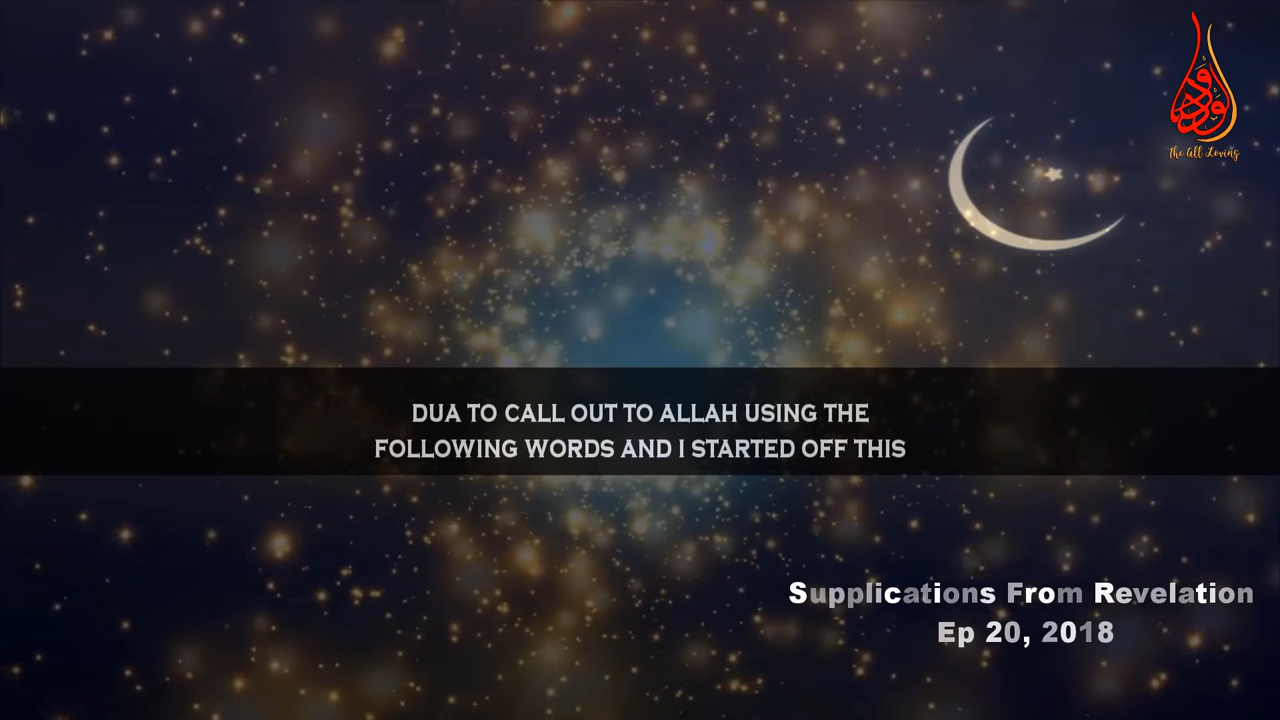 الودود
The All Loving
DUA TO CALL OUT TO ALLAH USING THE
FOLLOWING WORDS AND I STARTED OFF THIS
Supplications From Revelation
Ep 20, 2018